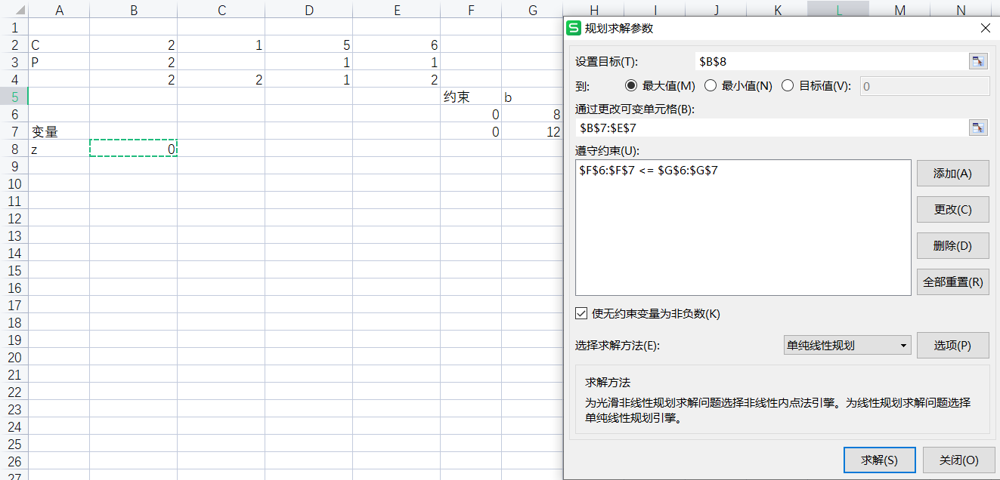 A B C D E F G H I J K L M N
1
2 C 2 1 5 6
3 P 2 1 1
4 2 2 1 2
5 约束 b
6 0 8
7 变量 0 12
8 z 0
9
10
11
12
13
14
15
16
17
18
19
20
21
22
23
24
25
26
27
S 规划求解参数
设置目标(T): $B$8
到: 最大值(M) 最小值(N) 目标值(V): 0
通过更改可变单元格(B):
$B$7:$E$7
遵守约束(U):
$F$6:$F$7 <= $G$6:$G$7
添加(A)
更改(C)
删除(D)
全部重置(R)
使无约束变量为非负数(K)
选择求解方法(E): 单纯线性规划 选项(P)
求解方法
为光滑非线性规划求解问题选择非线性内点法引擎。为线性规划求解问题选择
单纯线性规划引擎。
求解(S) 关闭(O)